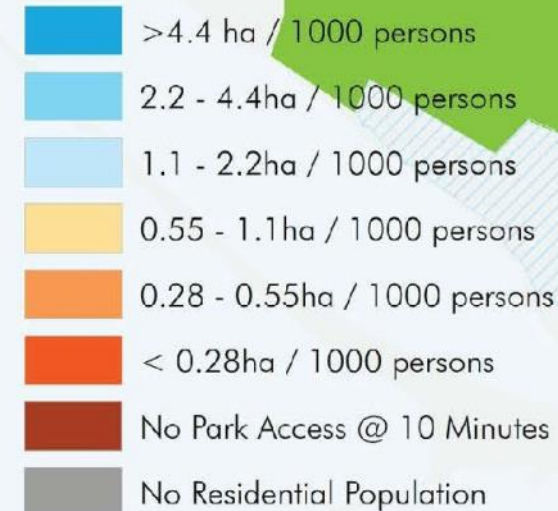 >4.4 ha / 1000 persons
2.2 - 4.4ha / 1000 persons
1.1 - 2.2ha / 1000 persons
0.55 - 1.1ha / 1000 persons
0.28 - 0.55ha / 1000 persons
< 0.28ha / 1000 persons
No Park Access @ 10 Minutes
No Residential Population